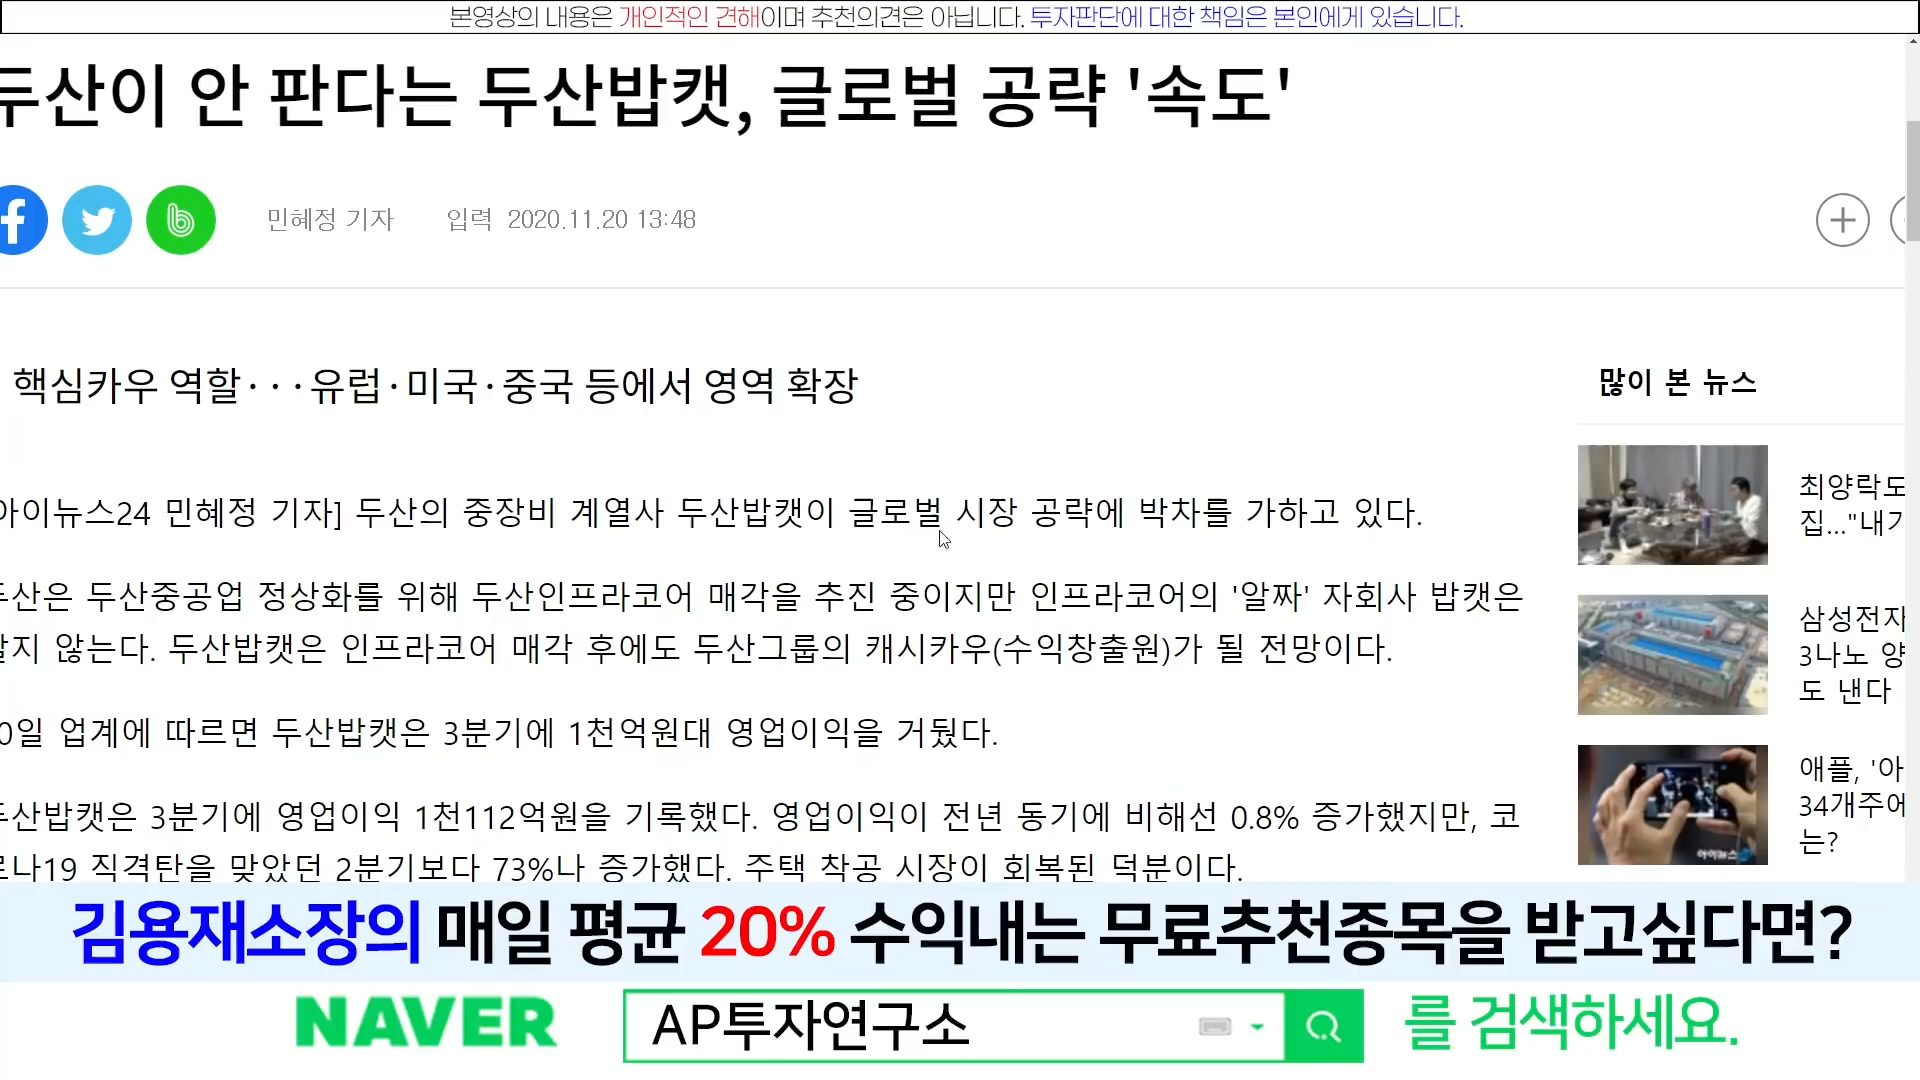 본영상의 내용은 개인적인 견해이며 추천의견은 아닙니다. 투자판단에 대한 책임은 본인에게 있습니다.
두산이 안 판다는 두산밥캣, 글로벌 공략 '속도'
민혜정 기자 입력 2020.11.20 13:48
핵심카우 역할···유럽·미국·중국 등에서 영역 확장
많이 본 뉴스
아이뉴스24 민혜정 기자] 두산의 중장비 계열사 두산밥캣이 글로벌 시장 공략에 박차를 가하고 있다.
두산은 두산중공업 정상화를 위해 두산인프라코어 매각을 추진 중이지만 인프라코어의 '알짜' 자회사 밥캣은
팔지 않는다. 두산밥캣은 인프라코어 매각 후에도 두산그룹의 캐시카우(수익창출원)가 될 전망이다.
0일 업계에 따르면 두산밥캣은 3분기에 1천억원대 영업이익을 거뒀다.
두산밥캣은 3분기에 영업이익 1천112억원을 기록했다. 영업이익이 전년 동기에 비해선 0.8% 증가했지만, 코
로나19 직격탄을 맞았던 2분기보다 73%나 증가했다. 주택 착공 시장이 회복된 덕분이다.
최양락도
집..."내가
삼성전자
3나노 양
도 낸다
아이뉴스24
애플, '아
34개주에
는?
김용재소장의 매일 평균 20% 수익내는 무료추천종목을 받고싶다면?
NAVER AP투자연구소 를 검색하세요.